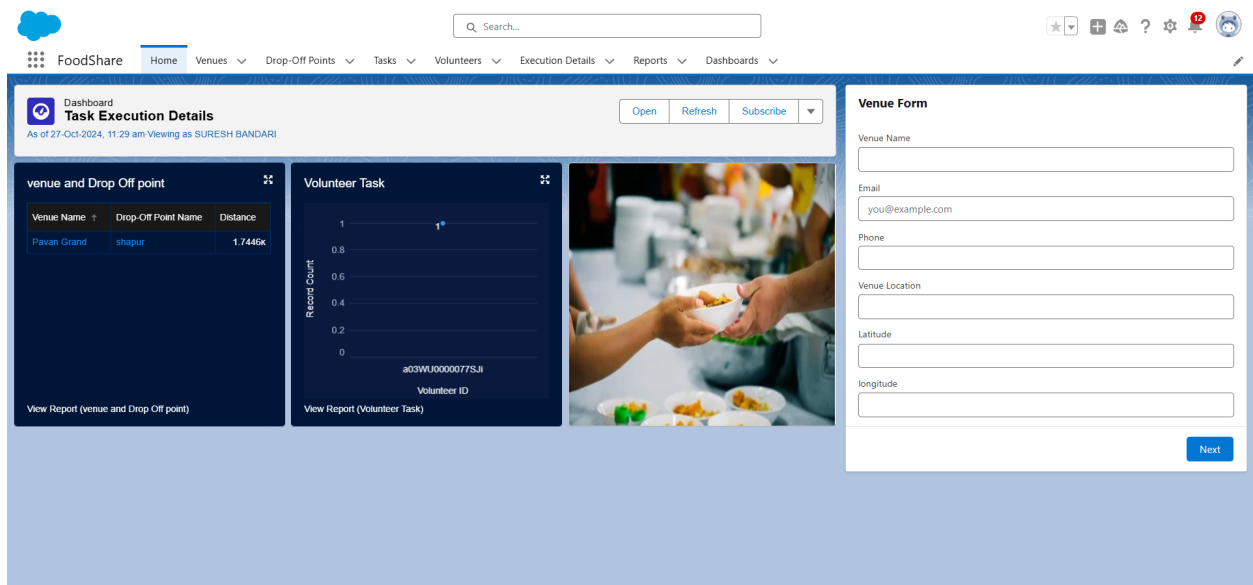 Search...
12
FoodShare Home Venues Drop-Off Points Tasks Volunteers Execution Details Reports Dashboards
Dashboard
Task Execution Details
As of 27-Oct-2024, 11:29 am·Viewing as SURESH BANDARI
Open Refresh Subscribe
venue and Drop Off point
Venue Name ↑ Drop-Off Point Name Distance
Pavan Grand shapur 1.7446K
View Report (venue and Drop Off point)
Volunteer Task
Record Count
1
0.8
0.6
0.4
0.2
0
1
a03WU0000077SJi
Volunteer ID
View Report (Volunteer Task)
Venue Form
Venue Name
Email
you@example.com
Phone
Venue Location
Latitude
longitude
Next